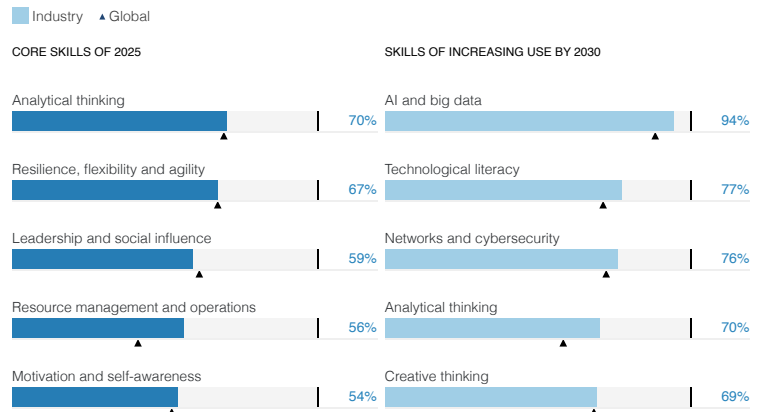 Industry ▲ Global
CORE SKILLS OF 2025
Analytical thinking
70%
Resilience, flexibility and agility
67%
Leadership and social influence
59%
Resource management and operations
56%
Motivation and self-awareness
54%
SKILLS OF INCREASING USE BY 2030
AI and big data
94%
Technological literacy
77%
Networks and cybersecurity
76%
Analytical thinking
70%
Creative thinking
69%